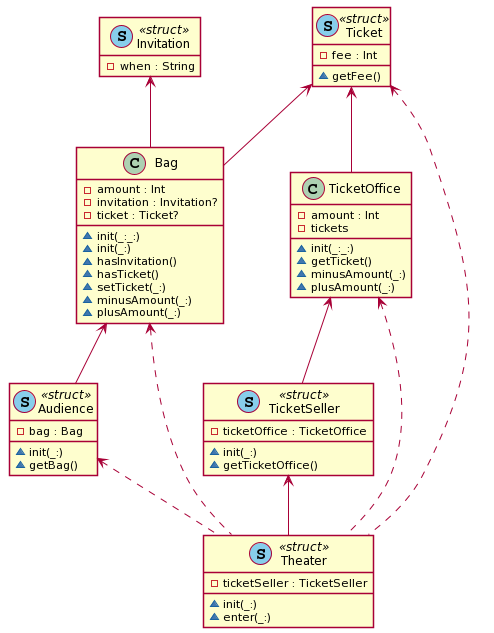 S «struct» Invitation
when : String
S «struct» Ticket
fee : Int
getFee()
C Bag
amount : Int
invitation : Invitation?
ticket : Ticket?
init(_:_:)
init(_:)
hasInvitation()
hasTicket()
setTicket(_:)
minusAmount(_:)
plusAmount(_:)
C TicketOffice
amount : Int
tickets
init(_:_:)
getTicket()
minusAmount(_:)
plusAmount(_:)
S «struct» Audience
bag : Bag
init(_:)
getBag()
S «struct» TicketSeller
ticketOffice : TicketOffice
init(_:)
getTicketOffice()
S «struct» Theater
ticketSeller : TicketSeller
init(_:)
enter(_:)